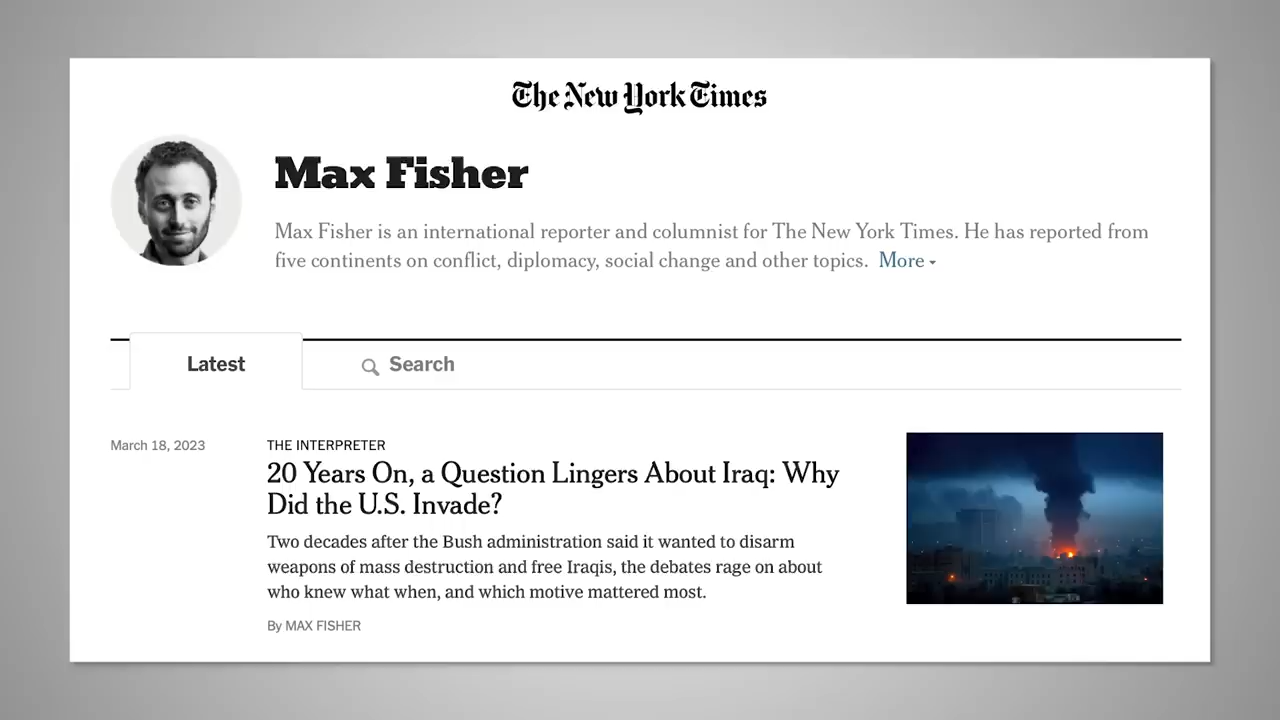 The New York Times
Max Fisher
Max Fisher is an international reporter and columnist for The New York Times. He has reported from
five continents on conflict, diplomacy, social change and other topics. More
Latest
Search
March 18, 2023
THE INTERPRETER
20 Years On, a Question Lingers About Iraq: Why
Did the U.S. Invade?
Two decades after the Bush administration said it wanted to disarm
weapons of mass destruction and free Iraqis, the debates rage on about
who knew what when, and which motive mattered most.
By MAX FISHER